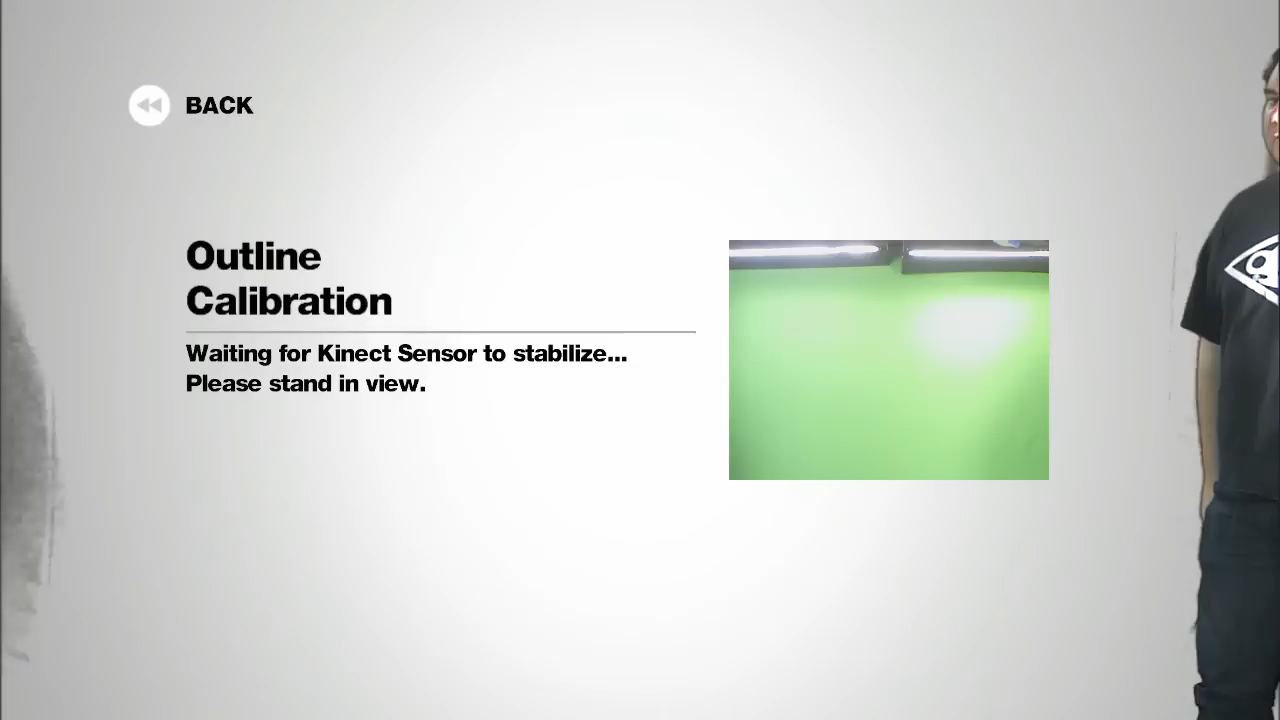 BACK
Outline
Calibration
Waiting for Kinect Sensor to stabilize...
Please stand in view.